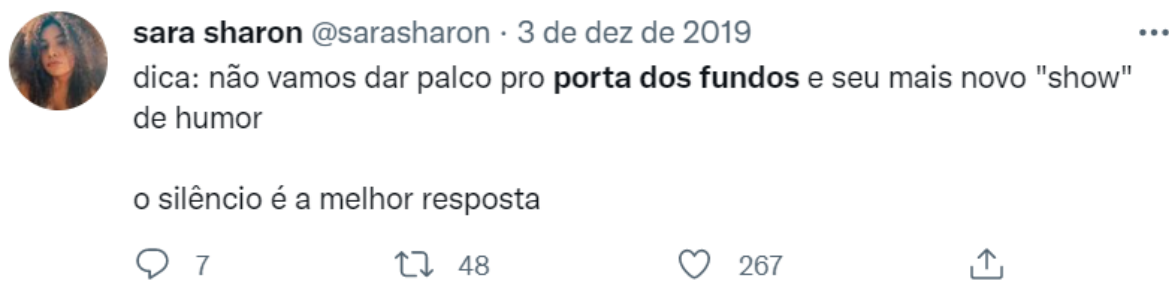 sara sharon @sarasharon · 3 de dez de 2019
dica: não vamos dar palco pro porta dos fundos e seu mais novo "show"
de humor
o silêncio é a melhor resposta
7 48 267